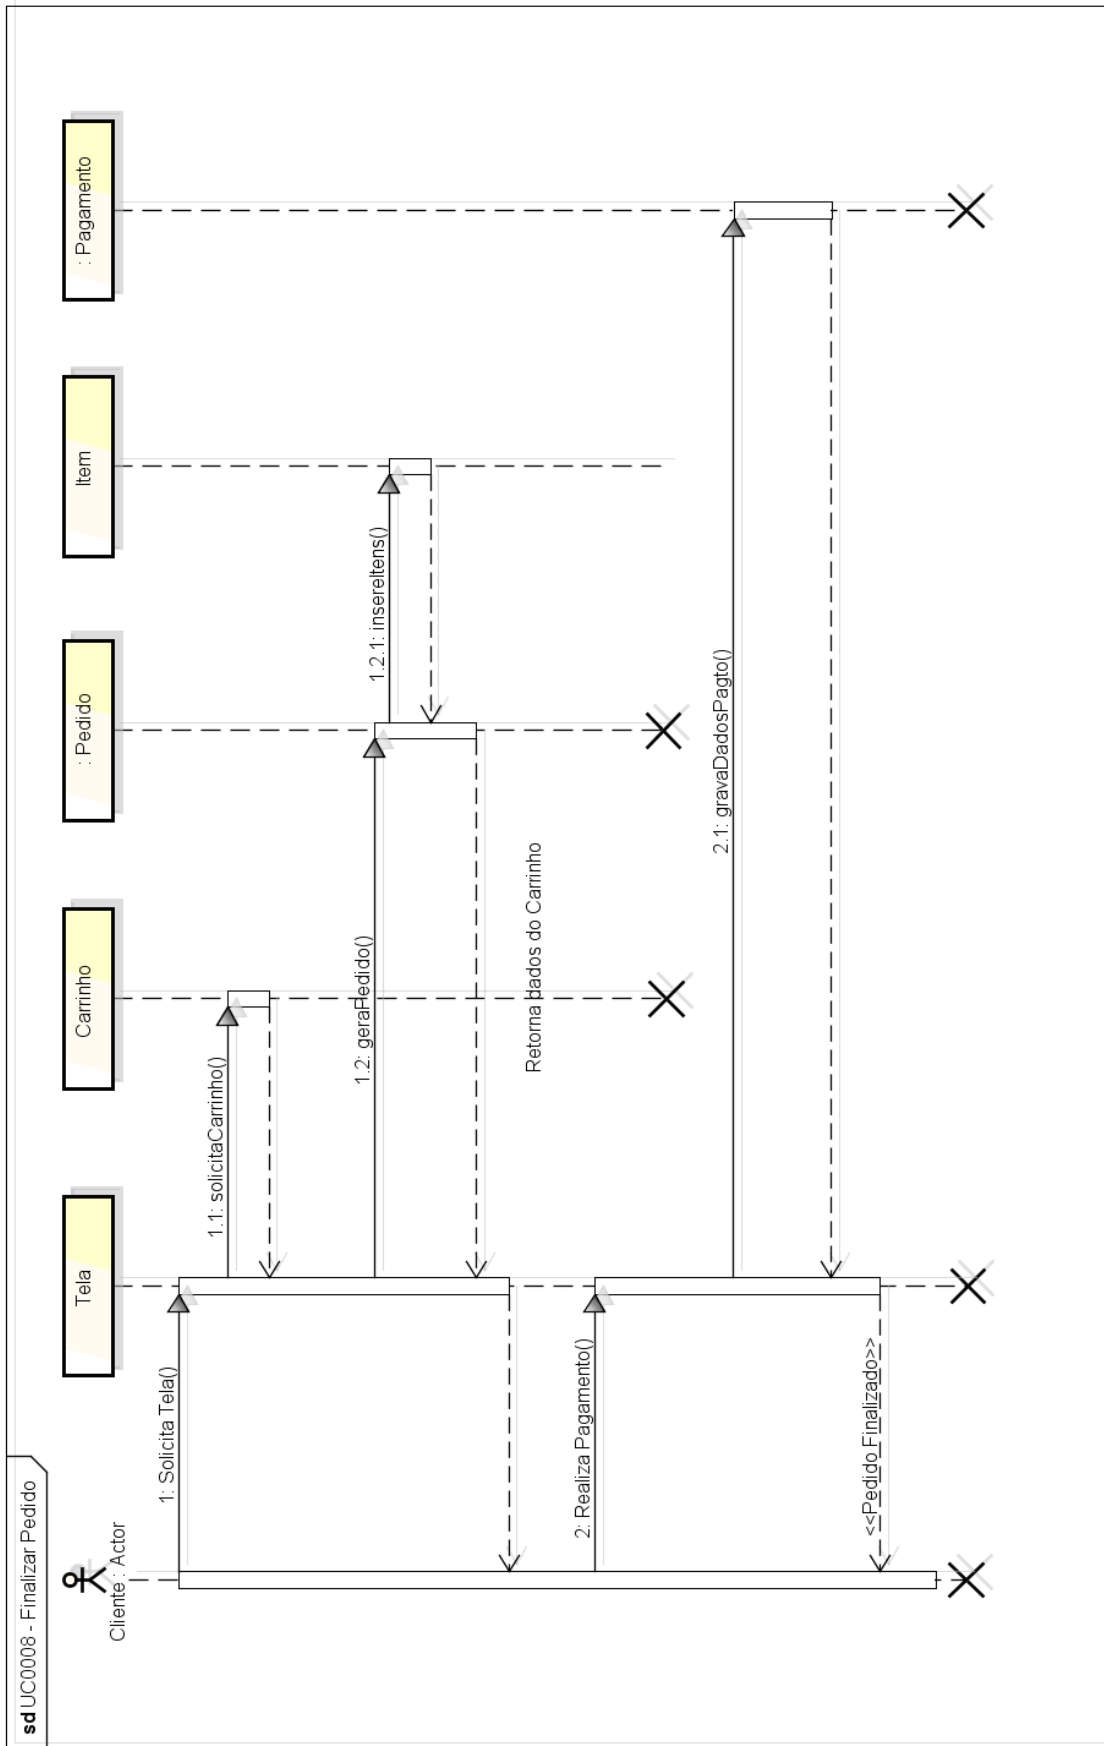 sd UC0008 - Finalizar Pedido
Cliente : Actor
Tela
Carrinho
: Pedido
Item
: Pagamento
1: Solicita Tela()
1.1: solicitaCarrinho()
1.2: geraPedido()
1.2.1: insereItens()
Retorna dados do Carrinho
2: Realiza Pagamento()
2.1: gravaDadosPagto()
<<Pedido Finalizado>>